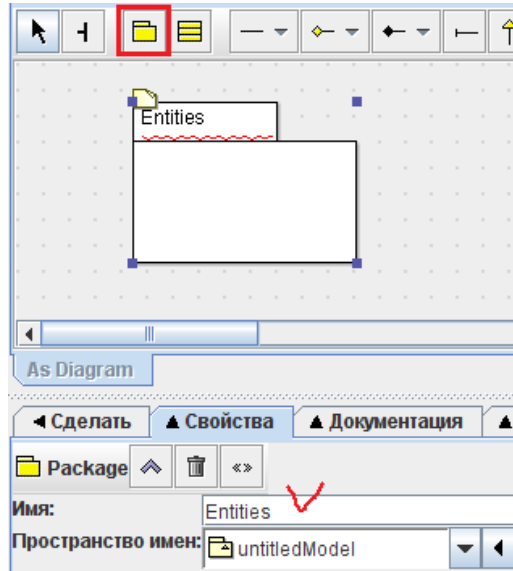 Entities
As Diagram
Сделать Свойства Документация
Package
Имя: Entities
Пространство имен: untitledModel